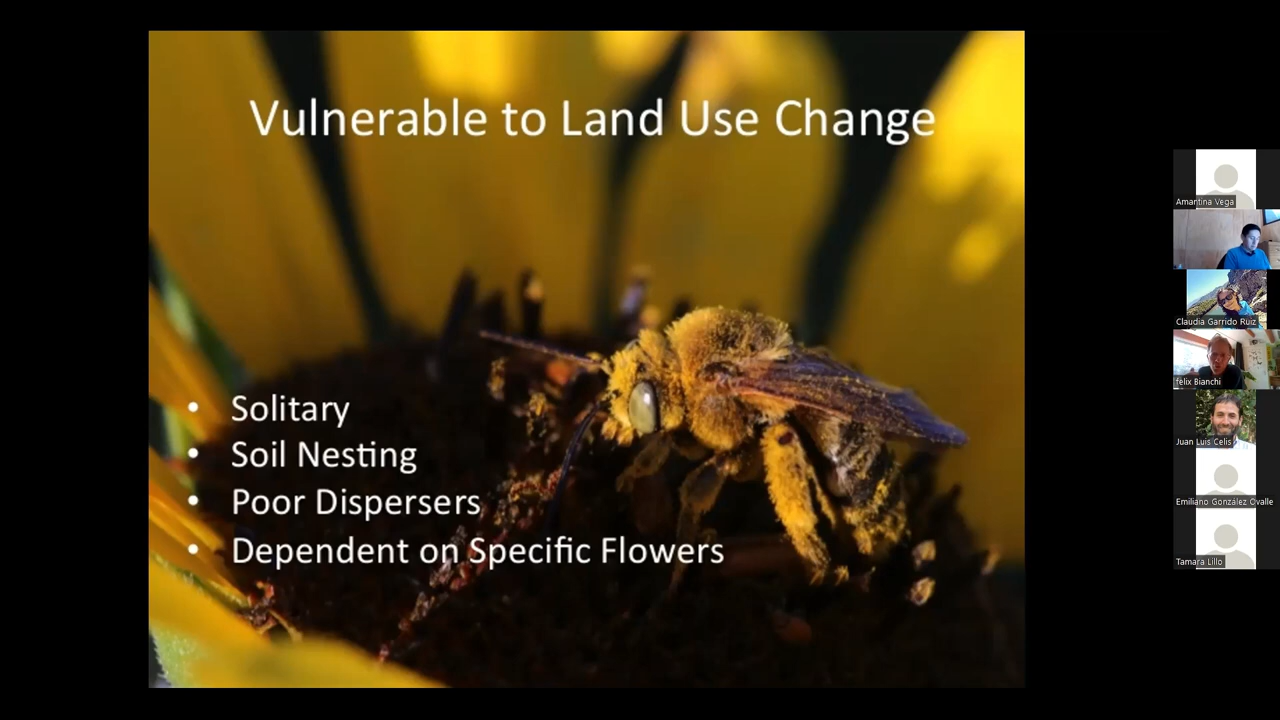 Vulnerable to Land Use Change
• Solitary
• Soil Nesting
• Poor Dispersers
• Dependent on Specific Flowers
Amantina Vega
Claudia Garrido Ruiz
felix Bianchi
Juan Luis Celis
Emiliano González Ovalle
Tamara Lillo